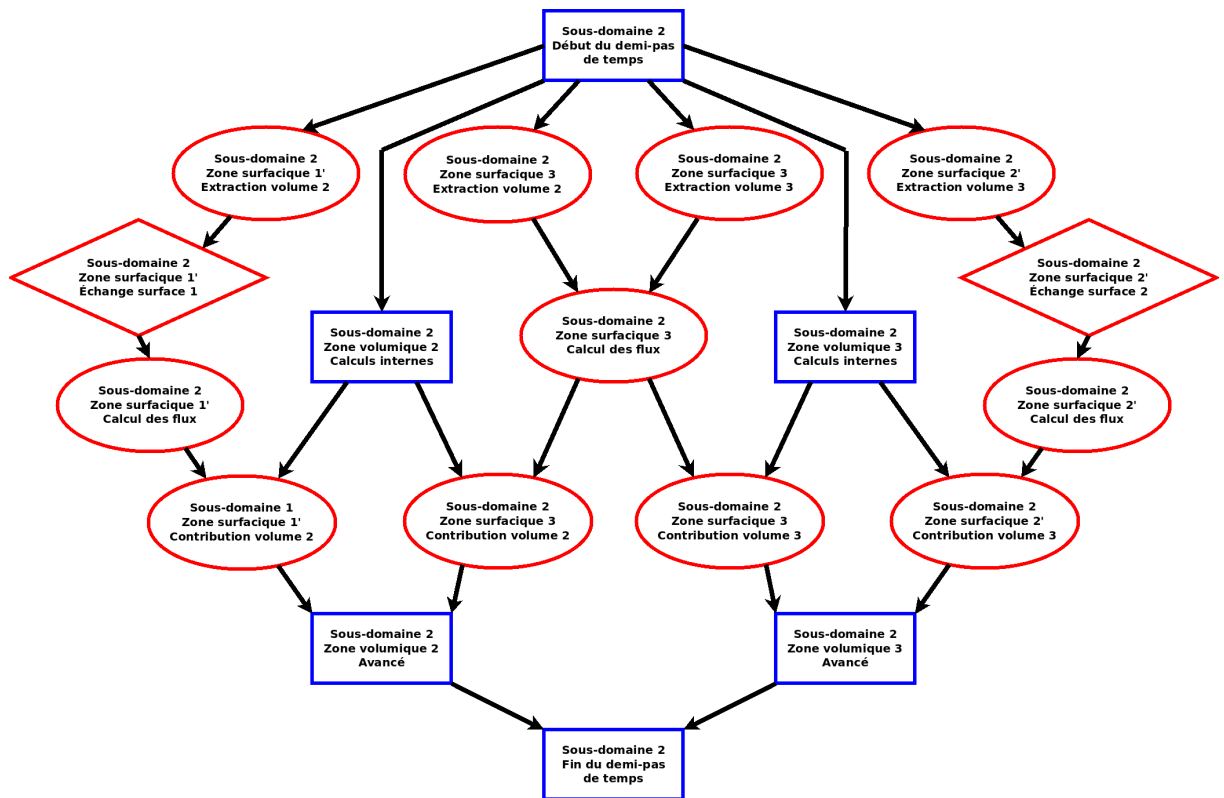 Sous-domaine 2
Début du demi-pas
de temps
Sous-domaine 2
Zone surfacique 1'
Extraction volume 2
Sous-domaine 2
Zone surfacique 3
Extraction volume 2
Sous-domaine 2
Zone surfacique 3
Extraction volume 3
Sous-domaine 2
Zone surfacique 2'
Extraction volume 3
Sous-domaine 2
Zone surfacique 1'
Échange surface 1
Sous-domaine 2
Zone surfacique 2'
Échange surface 2
Sous-domaine 2
Zone volumique 2
Calculs internes
Sous-domaine 2
Zone surfacique 3
Calcul des flux
Sous-domaine 2
Zone volumique 3
Calculs internes
Sous-domaine 2
Zone surfacique 1'
Calcul des flux
Sous-domaine 2
Zone surfacique 2'
Calcul des flux
Sous-domaine 1
Zone surfacique 1'
Contribution volume 2
Sous-domaine 2
Zone surfacique 3
Contribution volume 2
Sous-domaine 2
Zone surfacique 3
Contribution volume 3
Sous-domaine 2
Zone surfacique 2'
Contribution volume 3
Sous-domaine 2
Zone volumique 2
Avancé
Sous-domaine 2
Zone volumique 3
Avancé
Sous-domaine 2
Fin du demi-pas
de temps